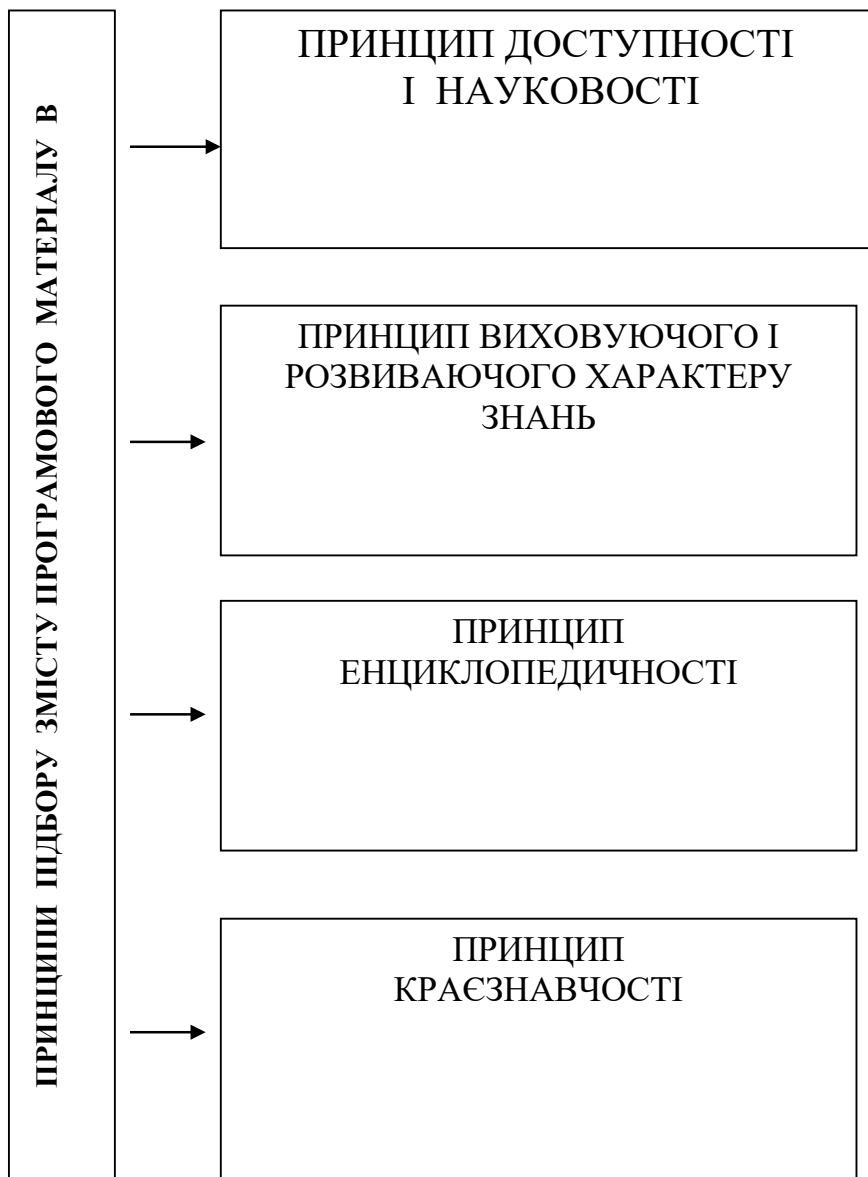 ПРИНЦИПИ ПІДБОРУ ЗМІСТУ ПРОГРАМОВОГО МАТЕРІАЛУ В
ПРИНЦИП ДОСТУПНОСТІ
І НАУКОВОСТІ
ПРИНЦИП ВИХОВУЮЧОГО І
РОЗВИВАЮЧОГО ХАРАКТЕРУ
ЗНАНЬ
ПРИНЦИП
ЕНЦИКЛОПЕДИЧНОСТІ
ПРИНЦИП
КРАЄЗНАВЧОСТІ